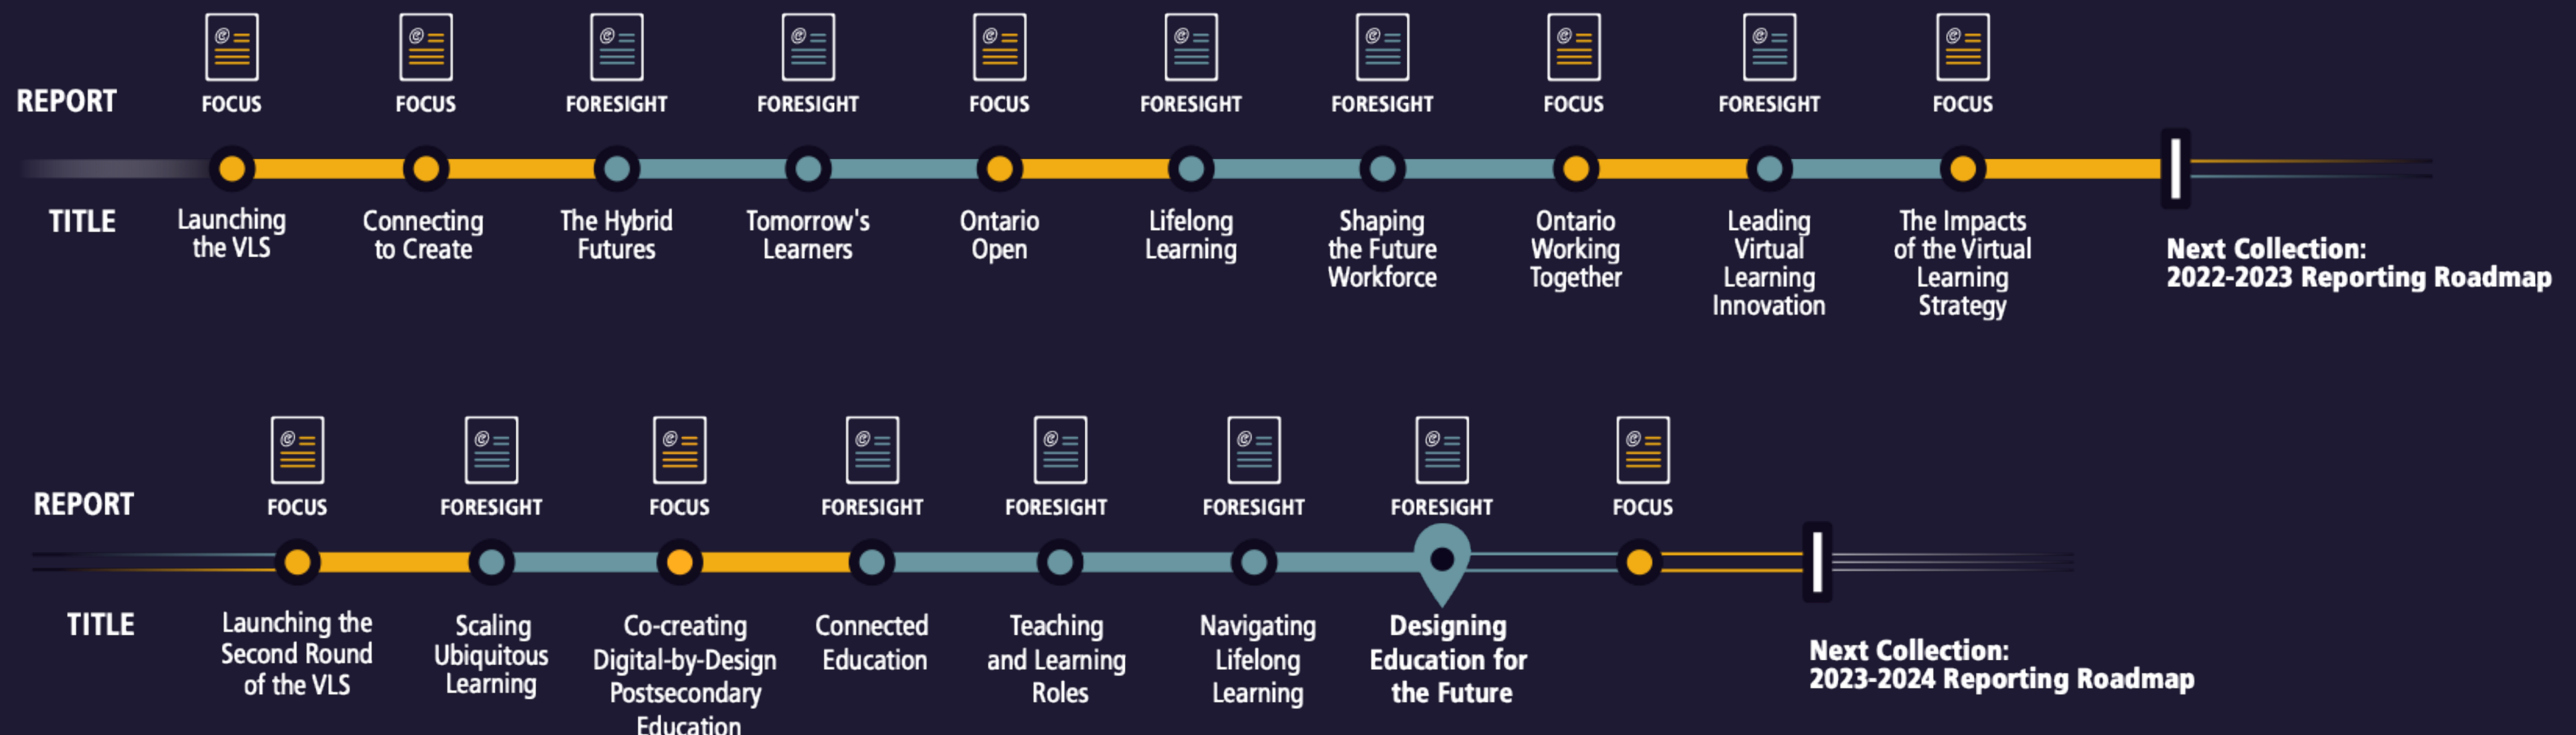 FOCUS
FOCUS
FORESIGHT
FORESIGHT
FOCUS
FORESIGHT
FORESIGHT
FOCUS
FORESIGHT
FOCUS
REPORT
TITLE
Launching
the VLS
Connecting
to Create
The Hybrid
Futures
Tomorrow's
Learners
Ontario
Open
Lifelong
Learning
Shaping
the Future
Workforce
Ontario
Working
Together
Leading
Virtual
Learning
Innovation
The Impacts
of the Virtual
Learning
Strategy
Next Collection:
2022-2023 Reporting Roadmap
FOCUS
FORESIGHT
FOCUS
FORESIGHT
FORESIGHT
FORESIGHT
FORESIGHT
FOCUS
REPORT
TITLE
Launching the
Second Round
of the VLS
Scaling
Ubiquitous
Learning
Co-creating
Digital-by-Design
Postsecondary
Education
Connected
Education
Teaching
and Learning
Roles
Navigating
Lifelong
Learning
Designing
Education for
the Future
Next Collection:
2023-2024 Reporting Roadmap